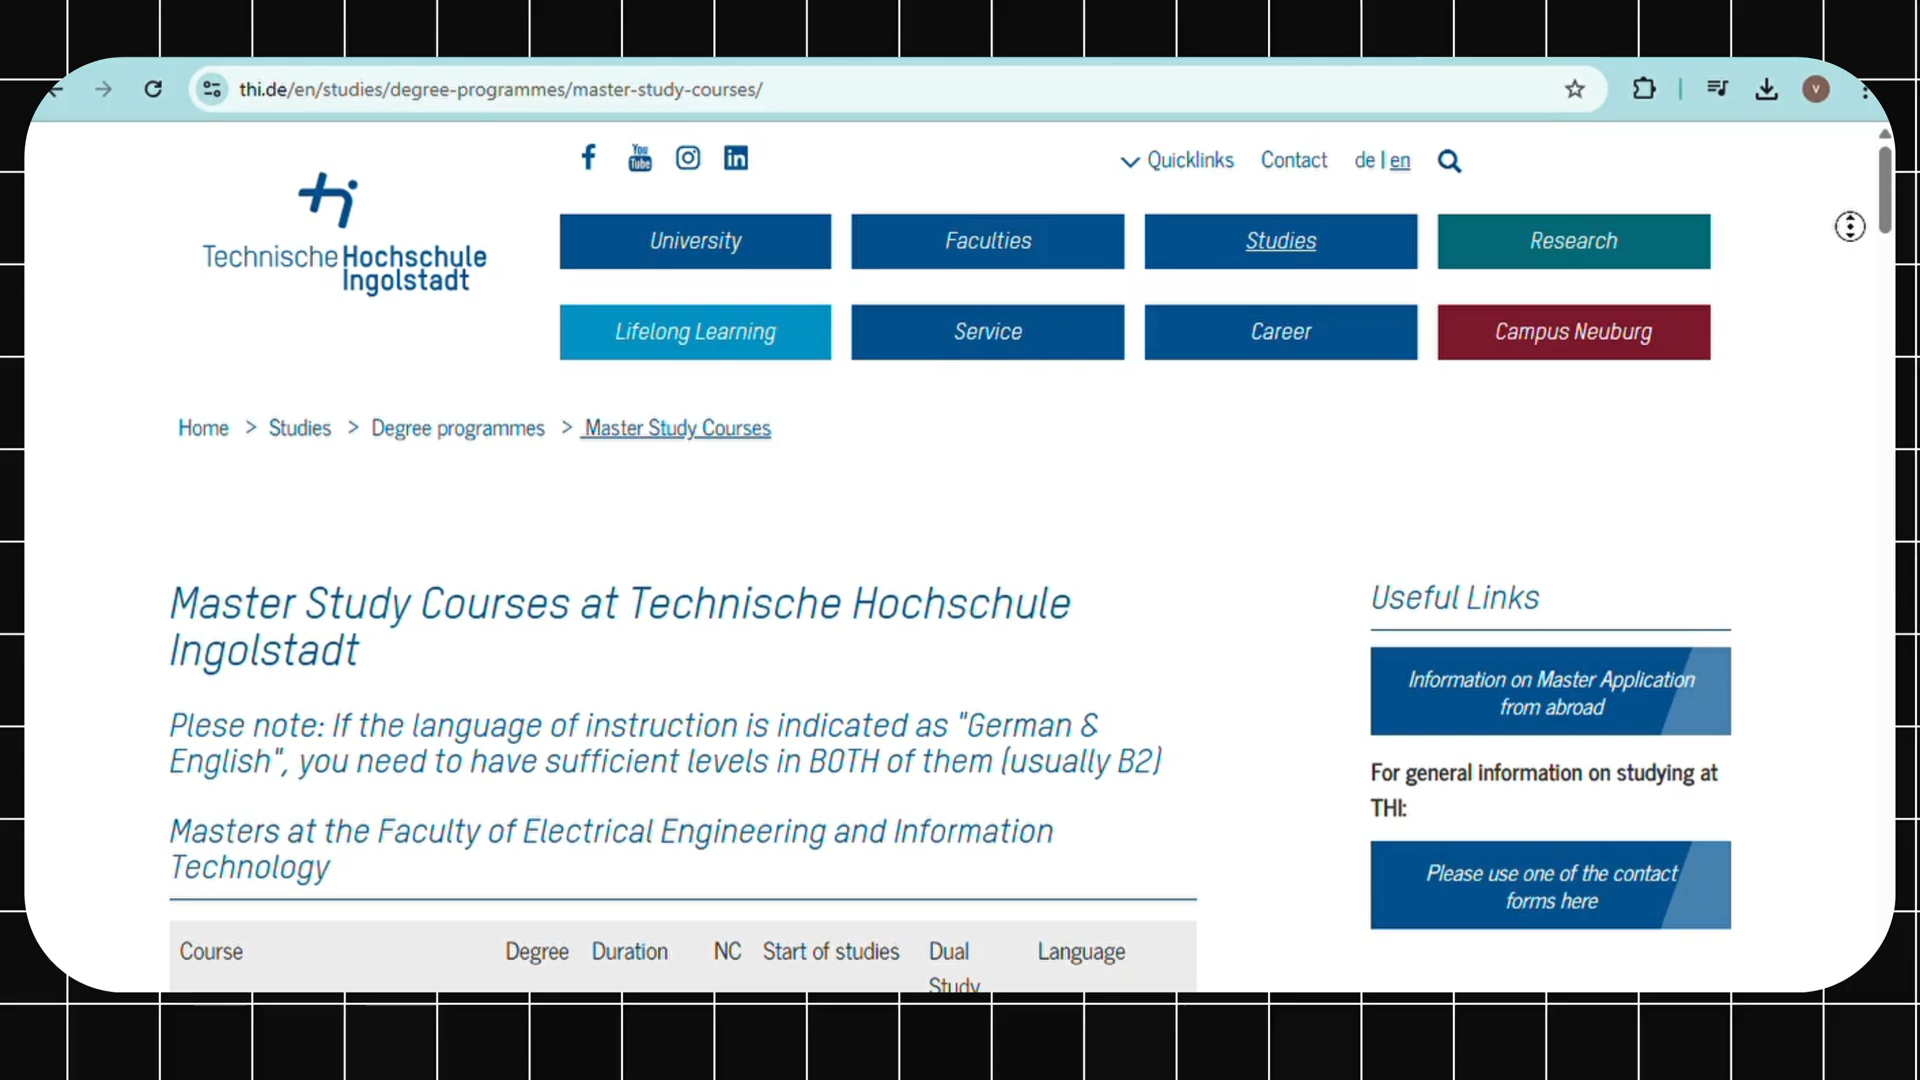 thi.de/en/studies/degree-programmes/master-study-courses/
V
You Tube
Quicklinks
Contact
de | en
Technische Hochschule
Ingolstadt
University
Faculties
Studies
Research
Lifelong Learning
Service
Career
Campus Neuburg
Home > Studies > Degree programmes > Master Study Courses
Master Study Courses at Technische Hochschule
Ingolstadt
Plese note: If the language of instruction is indicated as "German &
English", you need to have sufficient levels in BOTH of them (usually B2)
Masters at the Faculty of Electrical Engineering and Information
Technology
Course Degree Duration NC Start of studies Dual Language
Study
Useful Links
Information on Master Application
from abroad
For general information on studying at
THI:
Please use one of the contact
forms here